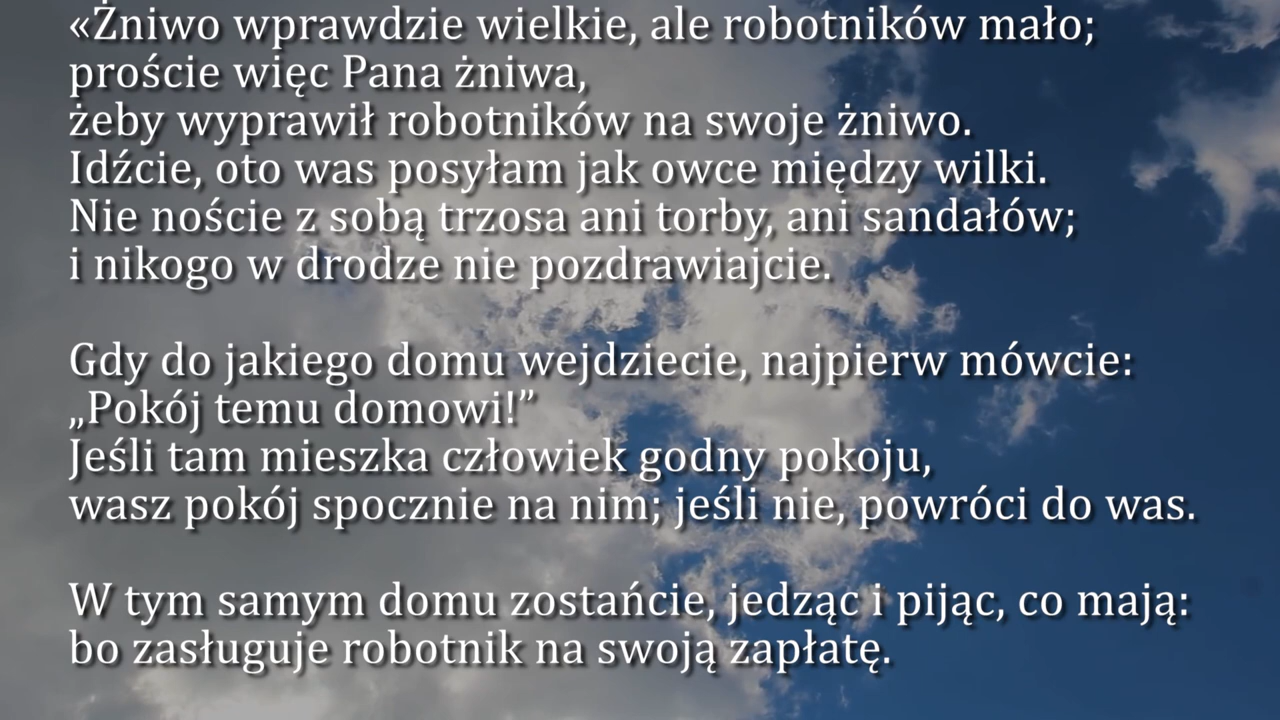 «Żniwo wprawdzie wielkie, ale robotników mało;
proście więc Pana żniwa,
żeby wyprawił robotników na swoje żniwo.
Idźcie, oto was posyłam jak owce między wilki.
Nie noście z sobą trzosa ani torby, ani sandałów;
i nikogo w drodze nie pozdrawiajcie.
Gdy do jakiego domu wejdziecie, najpierw mówcie:
„Pokój temu domowi!”
Jeśli tam mieszka człowiek godny pokoju,
wasz pokój spocznie na nim; jeśli nie, powróci do was.
W tym samym domu zostańcie, jedząc i pijąc, co mają:
bo zasługuje robotnik na swoją zapłatę.